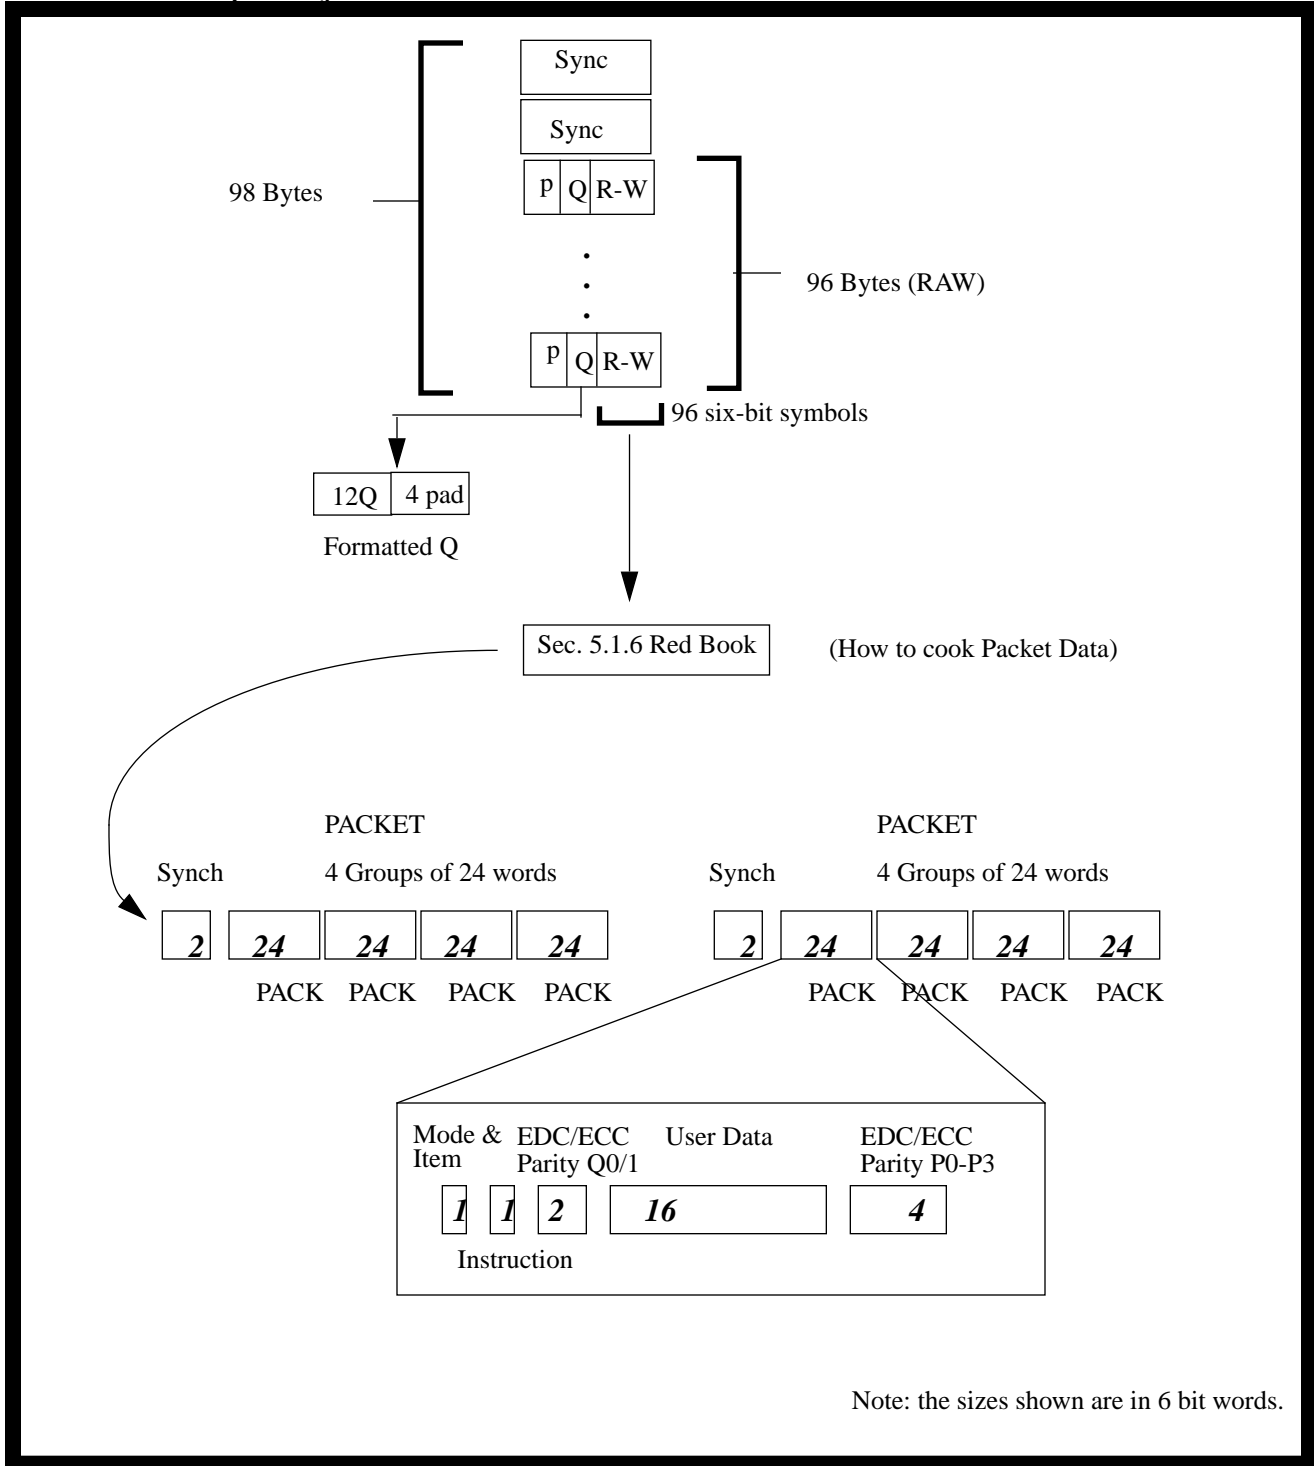 Sync
Sync
p Q R-W
98 Bytes
96 Bytes (RAW)
p Q R-W
96 six-bit symbols
12Q 4 pad
Formatted Q
Sec. 5.1.6 Red Book (How to cook Packet Data)
PACKET PACKET
Synch 4 Groups of 24 words Synch 4 Groups of 24 words
2 24 24 24 24 2 24 24 24 24
PACK PACK PACK PACK PACK PACK PACK PACK
Mode & EDC/ECC User Data EDC/ECC
Item Parity Q0/1 Parity P0-P3
1 1 2 16 4
Instruction
Note: the sizes shown are in 6 bit words.